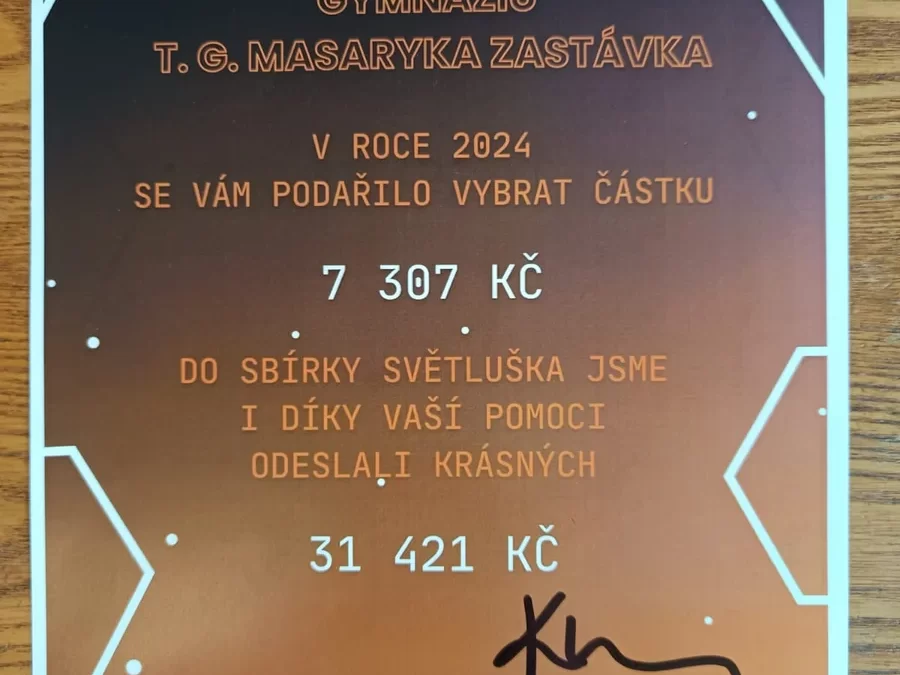 GYMNÁZIU
T. G. MASARYKA ZASTÁVKA
V ROCE 2024
SE VÁM PODAŘILO VYBRAT ČÁSTKU
7 307 KČ
DO SBÍRKY SVĚTLUŠKA JSME
I DÍKY VAŠÍ POMOCI
ODESLALI KRÁSNÝCH
31 421 KČ